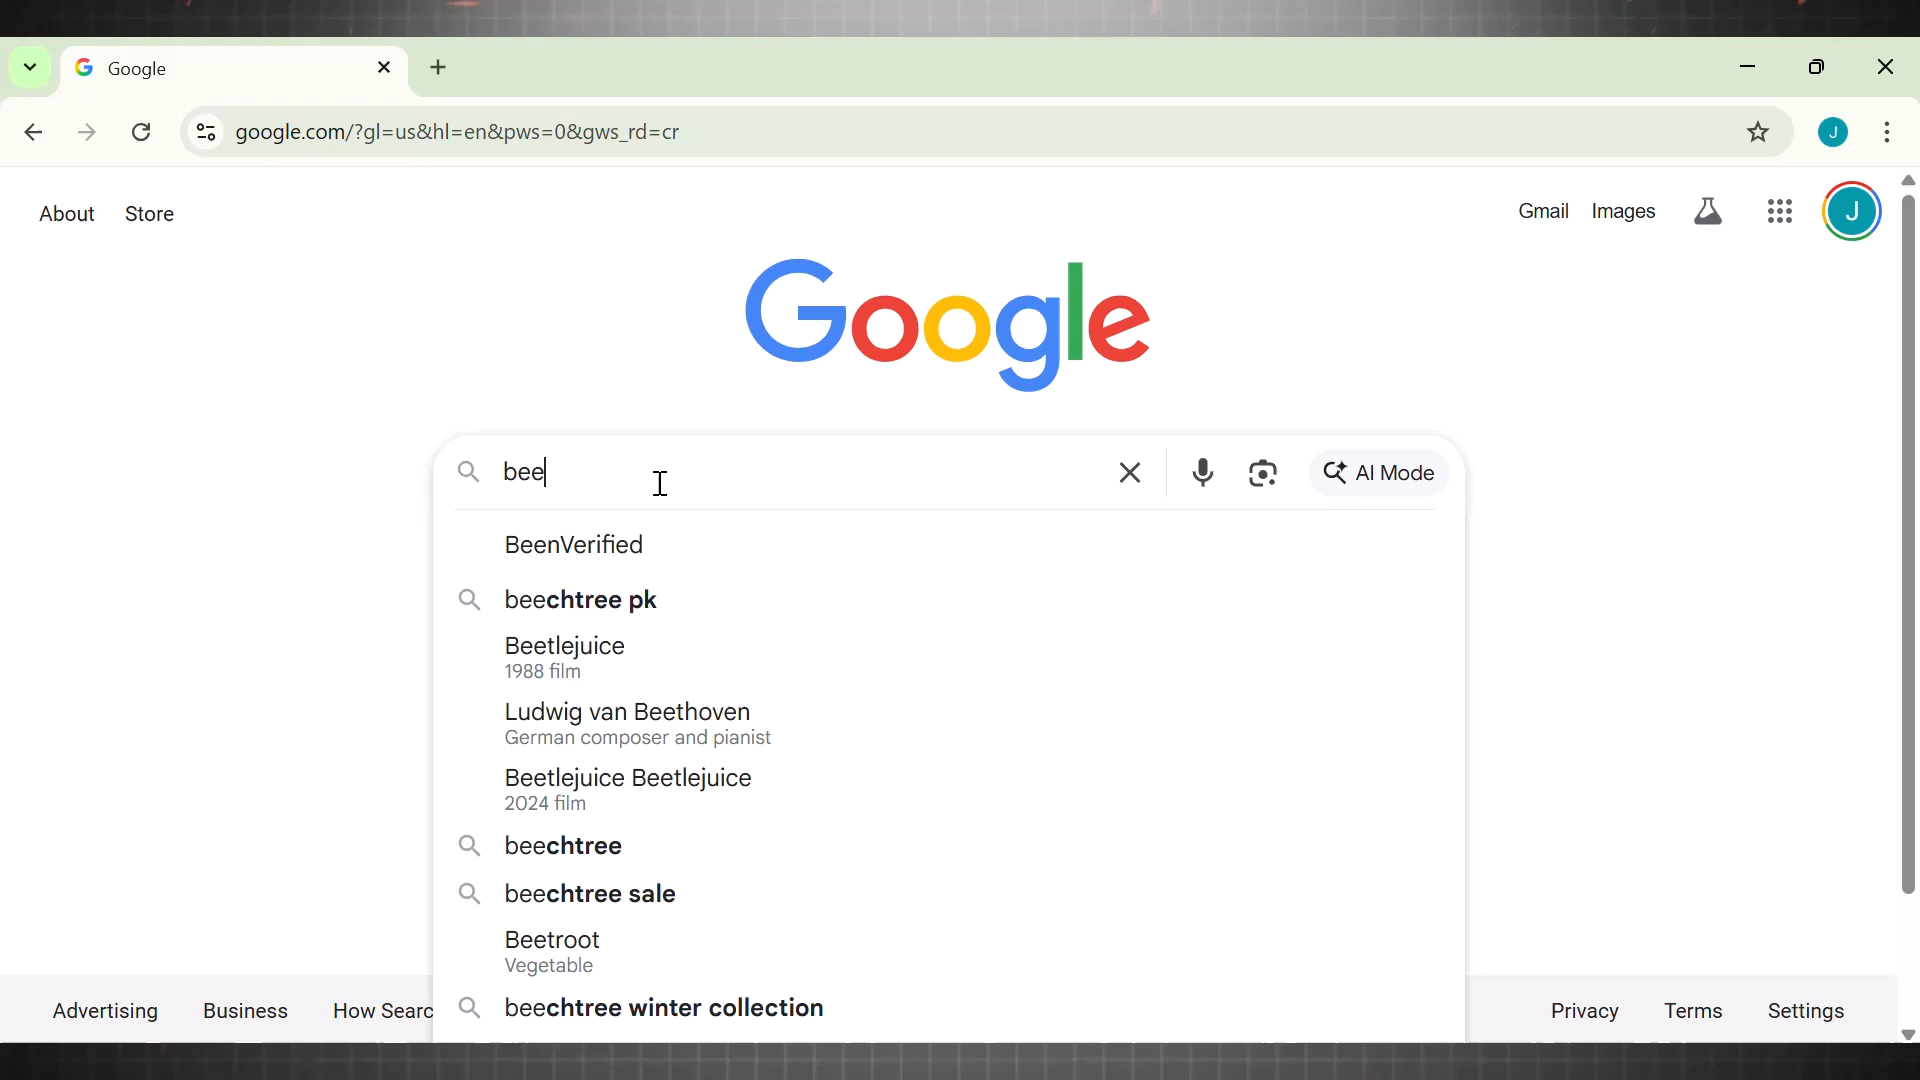 Google
google.com/?gl=us&hl=en&pws=0&gws_rd=cr
J
About Store
Gmail Images
J
Google
bee
AI Mode
BeenVerified
beechtree pk
Beetlejuice
1988 film
Ludwig van Beethoven
German composer and pianist
Beetlejuice Beetlejuice
2024 film
beechtree
beechtree sale
Beetroot
Vegetable
beechtree winter collection
Advertising Business How Searc
Privacy Terms Settings